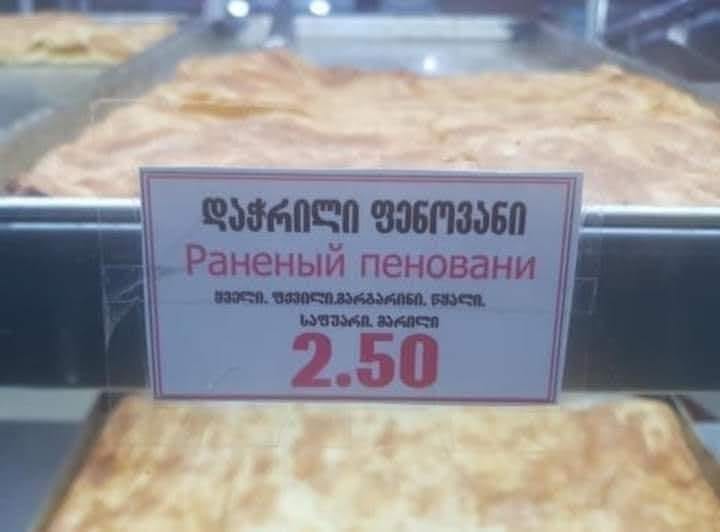 დაჭრილი ფენოვანი
Раненый пеновани
ყველი. ფქვილი.მარგარინი. წყალი.
საფუარი. მარილი
2.50